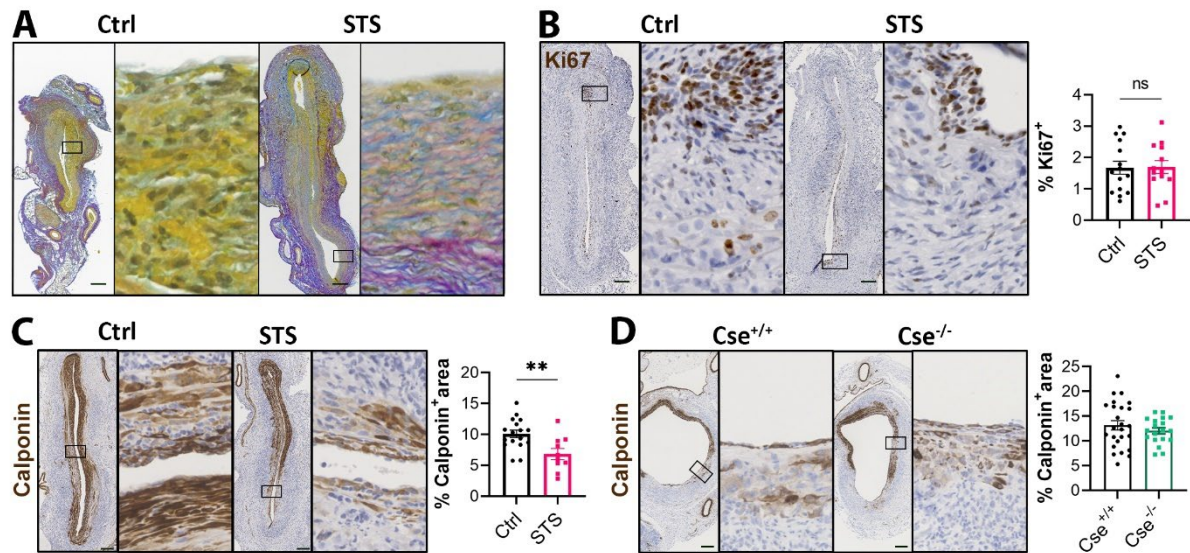 A
Ctrl
STS
B
Ctrl
STS
Ki67
% Ki67⁺
4
3
2
1
0
ns
Ctrl
STS
C
Ctrl
STS
Calponin
% Calponin⁺ area
20
15
10
5
0
**
Ctrl
STS
D
Cse⁺/⁺
Cse⁻/⁻
Calponin
% Calponin⁺ area
25
20
15
10
5
0
Cse⁺/⁺
Cse⁻/⁻